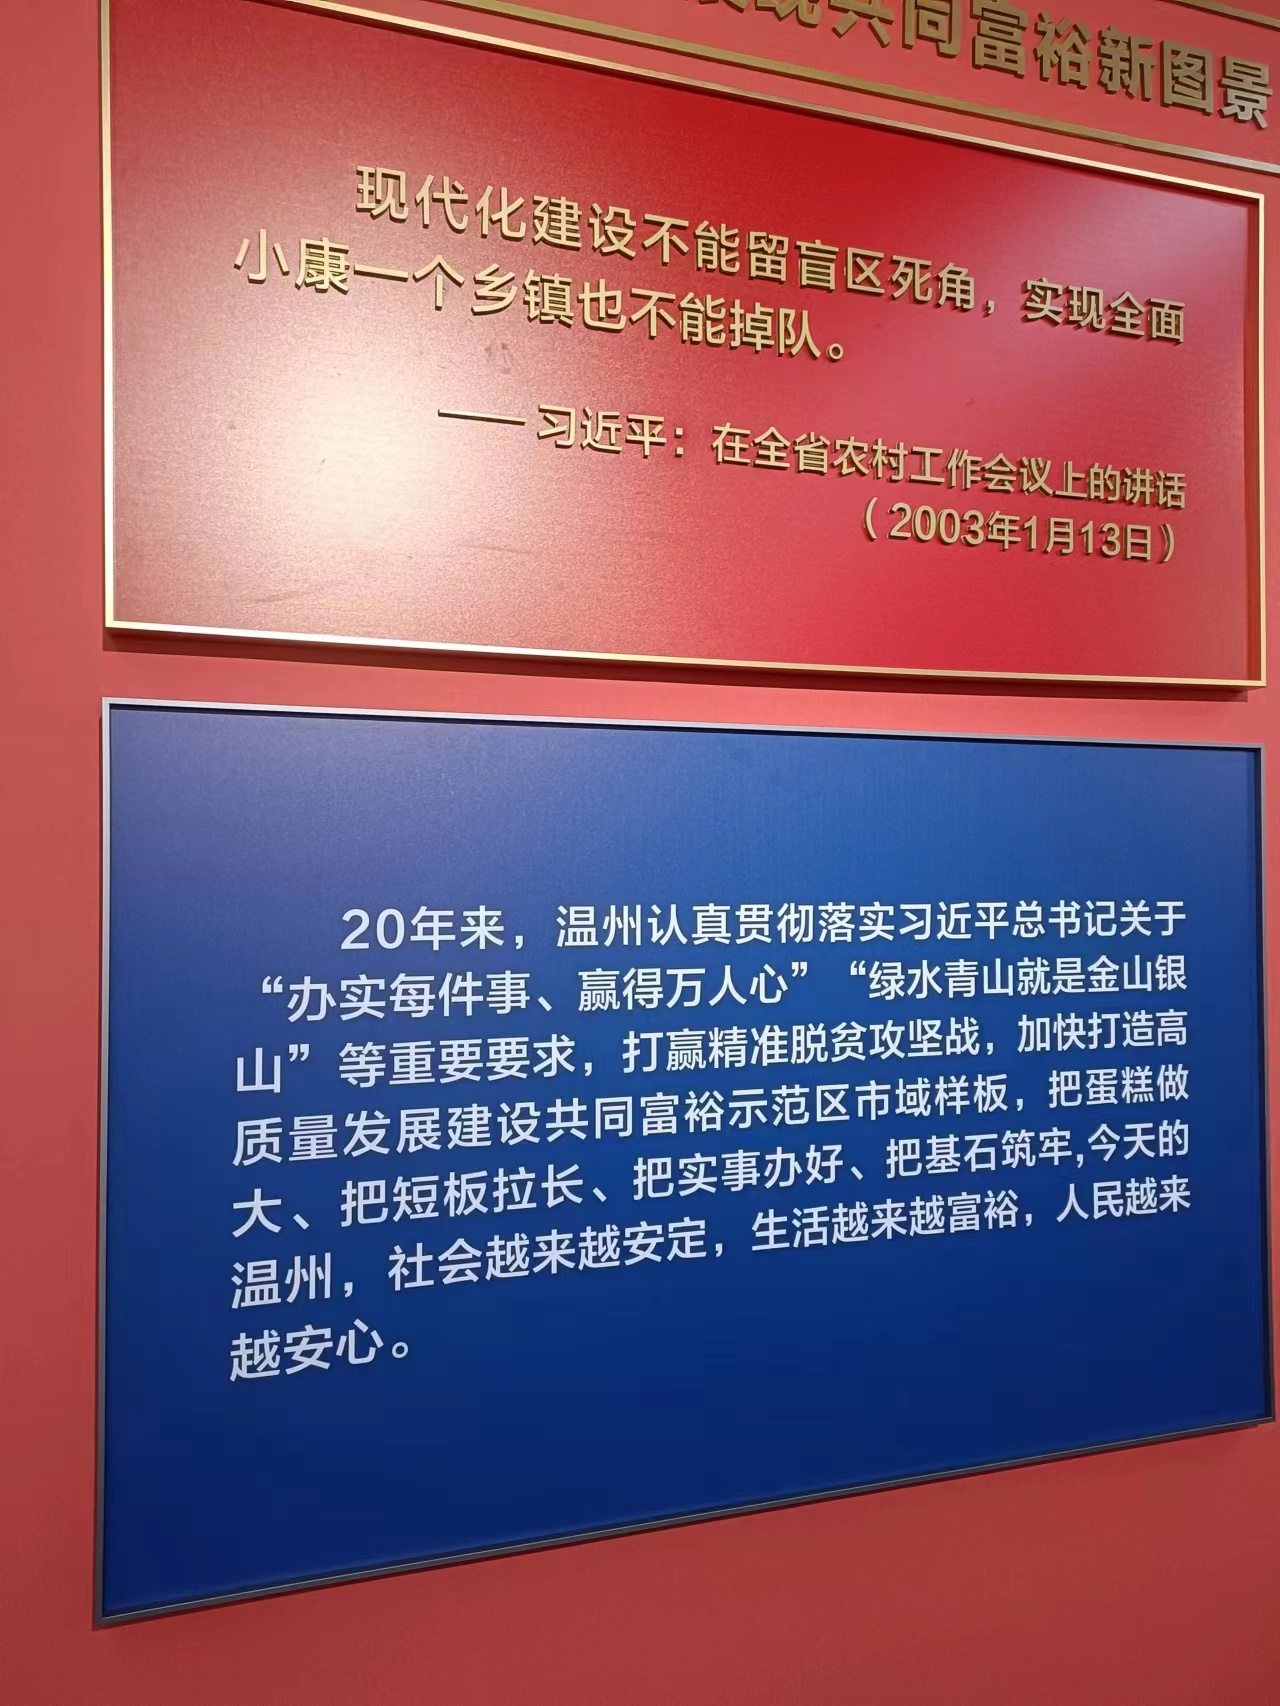 现共同富裕新图景
现代化建设不能留盲区死角，实现全面
小康一个乡镇也不能掉队。
——习近平：在全省农村工作会议上的讲话
（2003年1月13日）
20年来，温州认真贯彻落实习近平总书记关于
“办实每件事、赢得万人心”“绿水青山就是金山银
山”等重要要求，打赢精准脱贫攻坚战，加快打造高
质量发展建设共同富裕示范区市域样板，把蛋糕做
大、把短板拉长、把实事办好、把基石筑牢,今天的
温州，社会越来越安定，生活越来越富裕，人民越来
越安心。